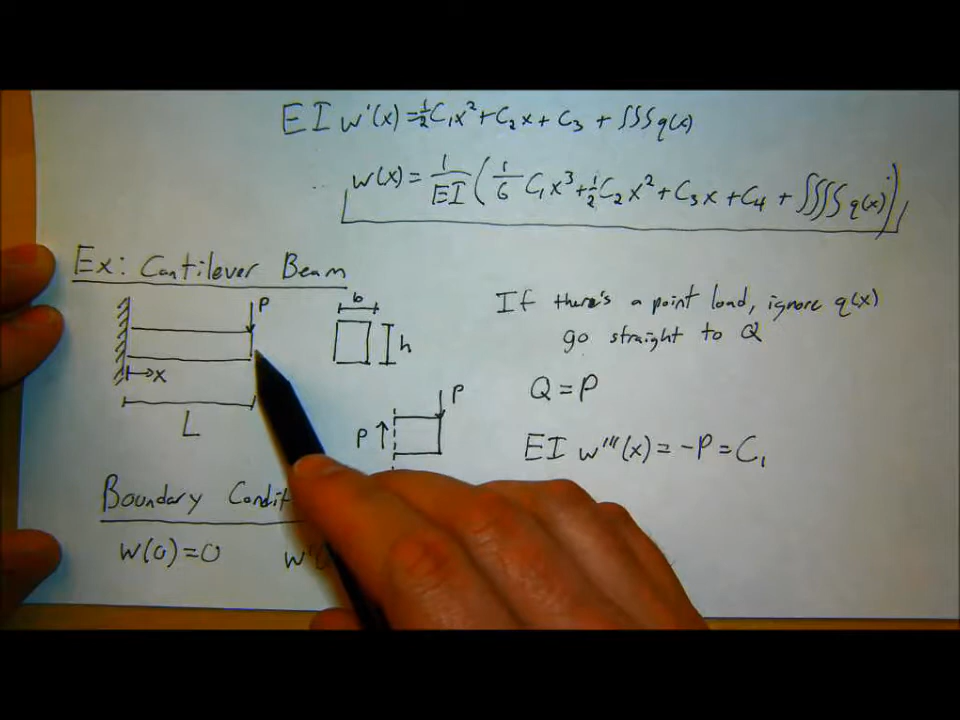 EI w'(x) = ½C₁x² + C₂x + C₃ + ∫∫∫q(x)
w(x) = 1/EI (1/6 C₁x³ + ½C₂x² + C₃x + C₄ + ∫∫∫∫q(x))
Ex: Cantilever Beam
P
b
h
x
L
P
P
If there's a point load, ignore q(x)
go straight to Q
Q = P
EI w'''(x) = -P = C₁
Boundary
w(0) = 0